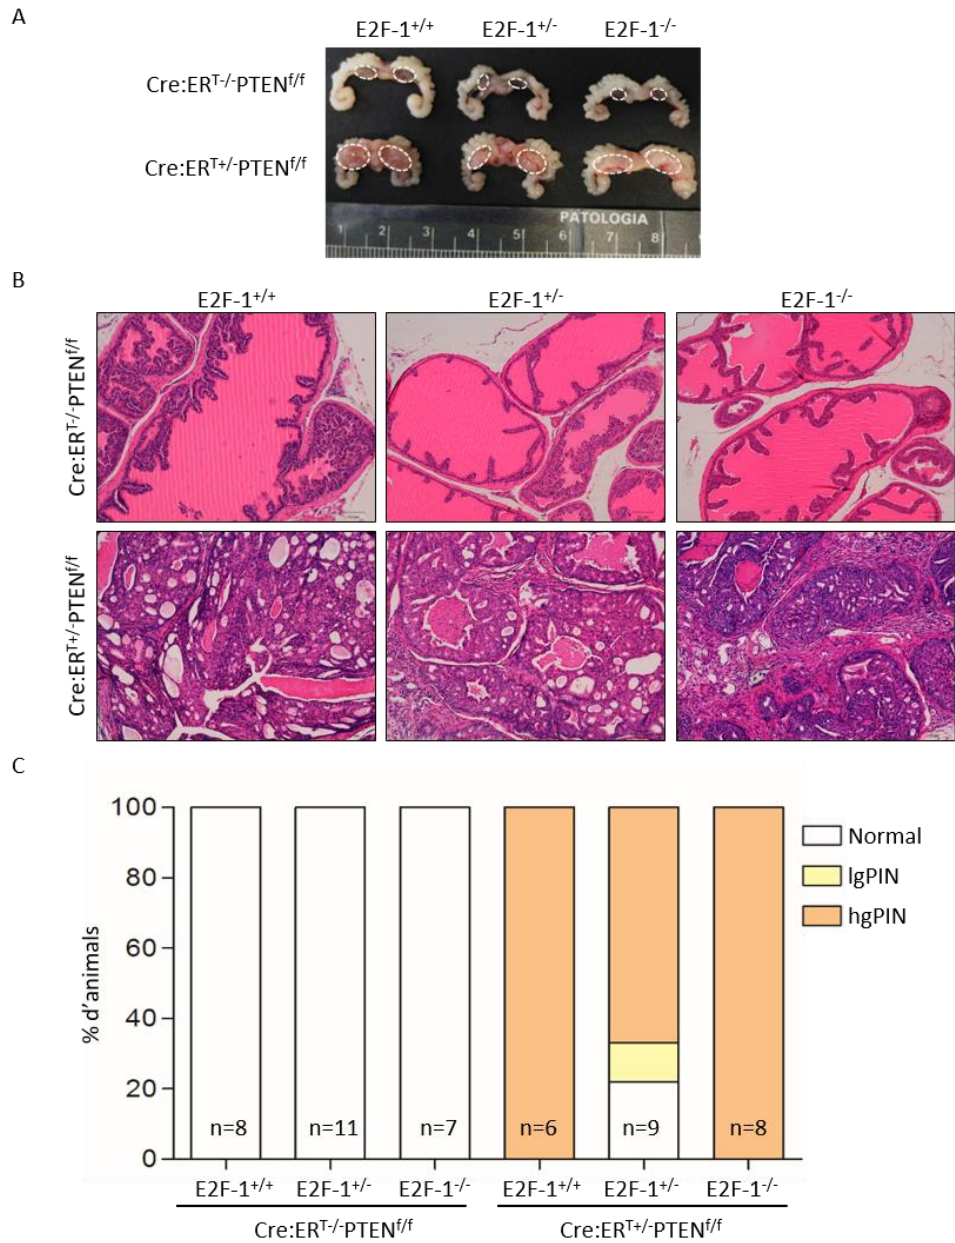 A
E2F-1+/+ E2F-1+/- E2F-1-/-
Cre:ERT-/-PTENf/f
Cre:ERT+/-PTENf/f
PATOLOGIA
1 2 3 4 5 6 7 8
B
E2F-1+/+ E2F-1+/- E2F-1-/-
Cre:ERT-/-PTENf/f
Cre:ERT+/-PTENf/f
C
% d'animals
100
80
60
40
20
0
n=8 n=11 n=7 n=6 n=9 n=8
Normal
lgPIN
hgPIN
E2F-1+/+ E2F-1+/- E2F-1-/- E2F-1+/+ E2F-1+/- E2F-1-/-
Cre:ERT-/-PTENf/f Cre:ERT+/-PTENf/f